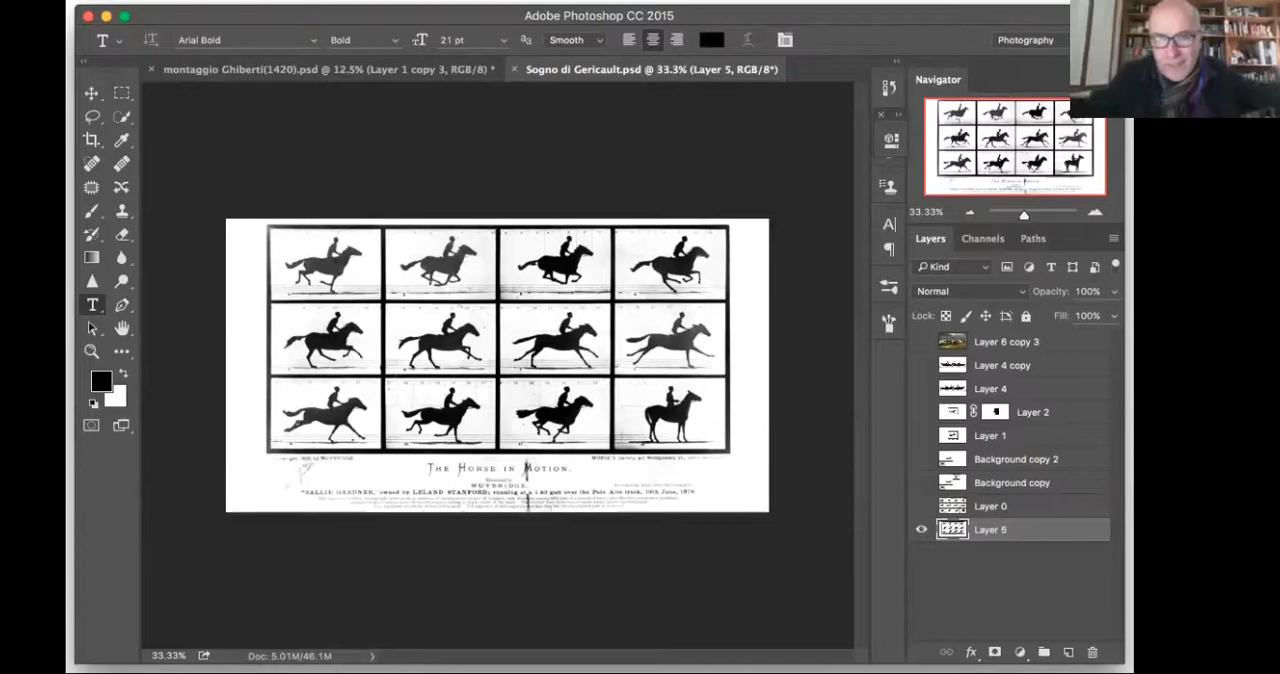 Adobe Photoshop CC 2015
T Arial Bold Bold 21 pt aa Smooth Photography
× montaggio Ghiberti(1420).psd @ 12.5% (Layer 1 copy 3, RGB/8) * × Sogno di Gericault.psd @ 33.3% (Layer 5, RGB/8*)
Navigator
33.33%
Layers Channels Paths
Kind
Normal Opacity: 100%
Lock: Fill: 100%
Layer 6 copy 3
Layer 4 copy
Layer 4
Layer 2
Layer 1
Background copy 2
Background copy
Layer 0
Layer 5
THE HORSE IN MOTION.
Illustrated by
MUYBRIDGE.
"SALLIE GARDNER," owned by LELAND STANFORD; running at a 1.40 gait over the Palo Alto track, 19th June, 1878
33.33% Doc: 5.01M/46.1M
fx